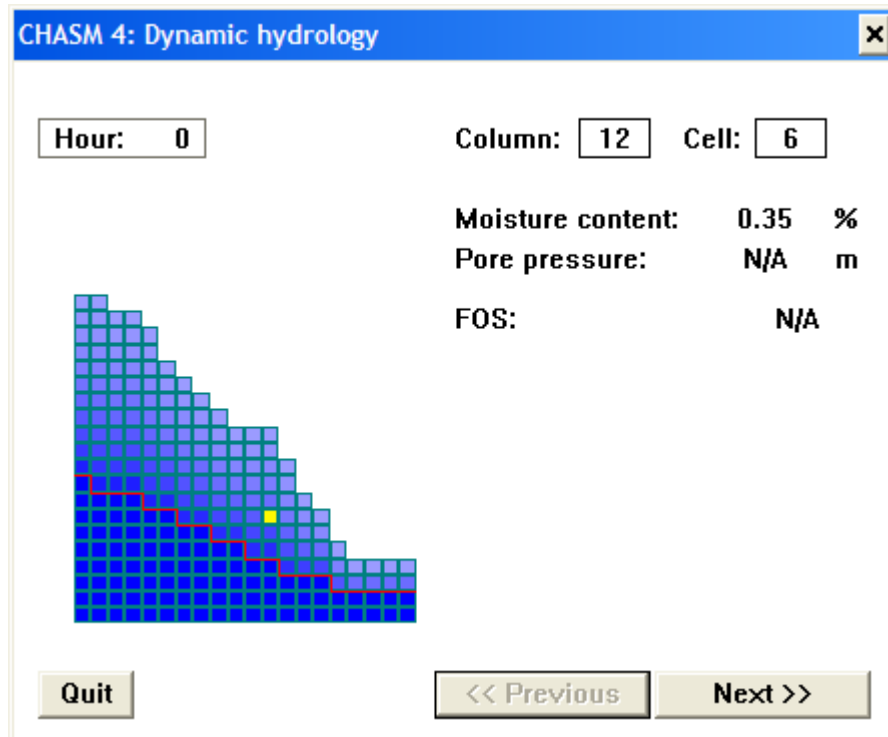 CHASM 4: Dynamic hydrology
Hour: 0
Column: 12 Cell: 6
Moisture content: 0.35 %
Pore pressure: N/A m
FOS: N/A
Quit
<< Previous
Next >>